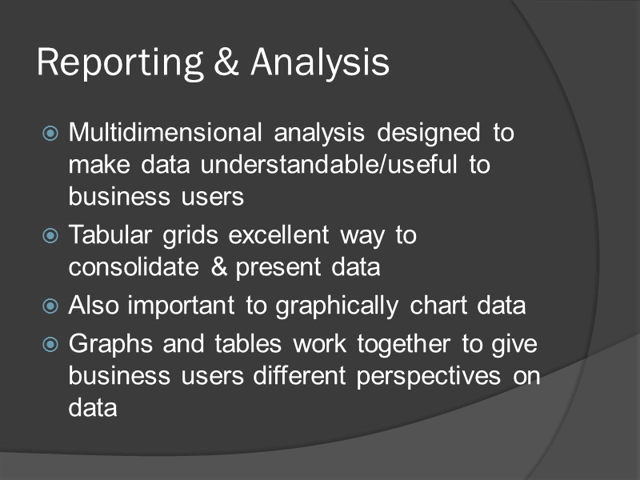 Reporting & Analysis
Multidimensional analysis designed to
make data understandable/useful to
business users
Tabular grids excellent way to
consolidate & present data
Also important to graphically chart data
Graphs and tables work together to give
business users different perspectives on
data